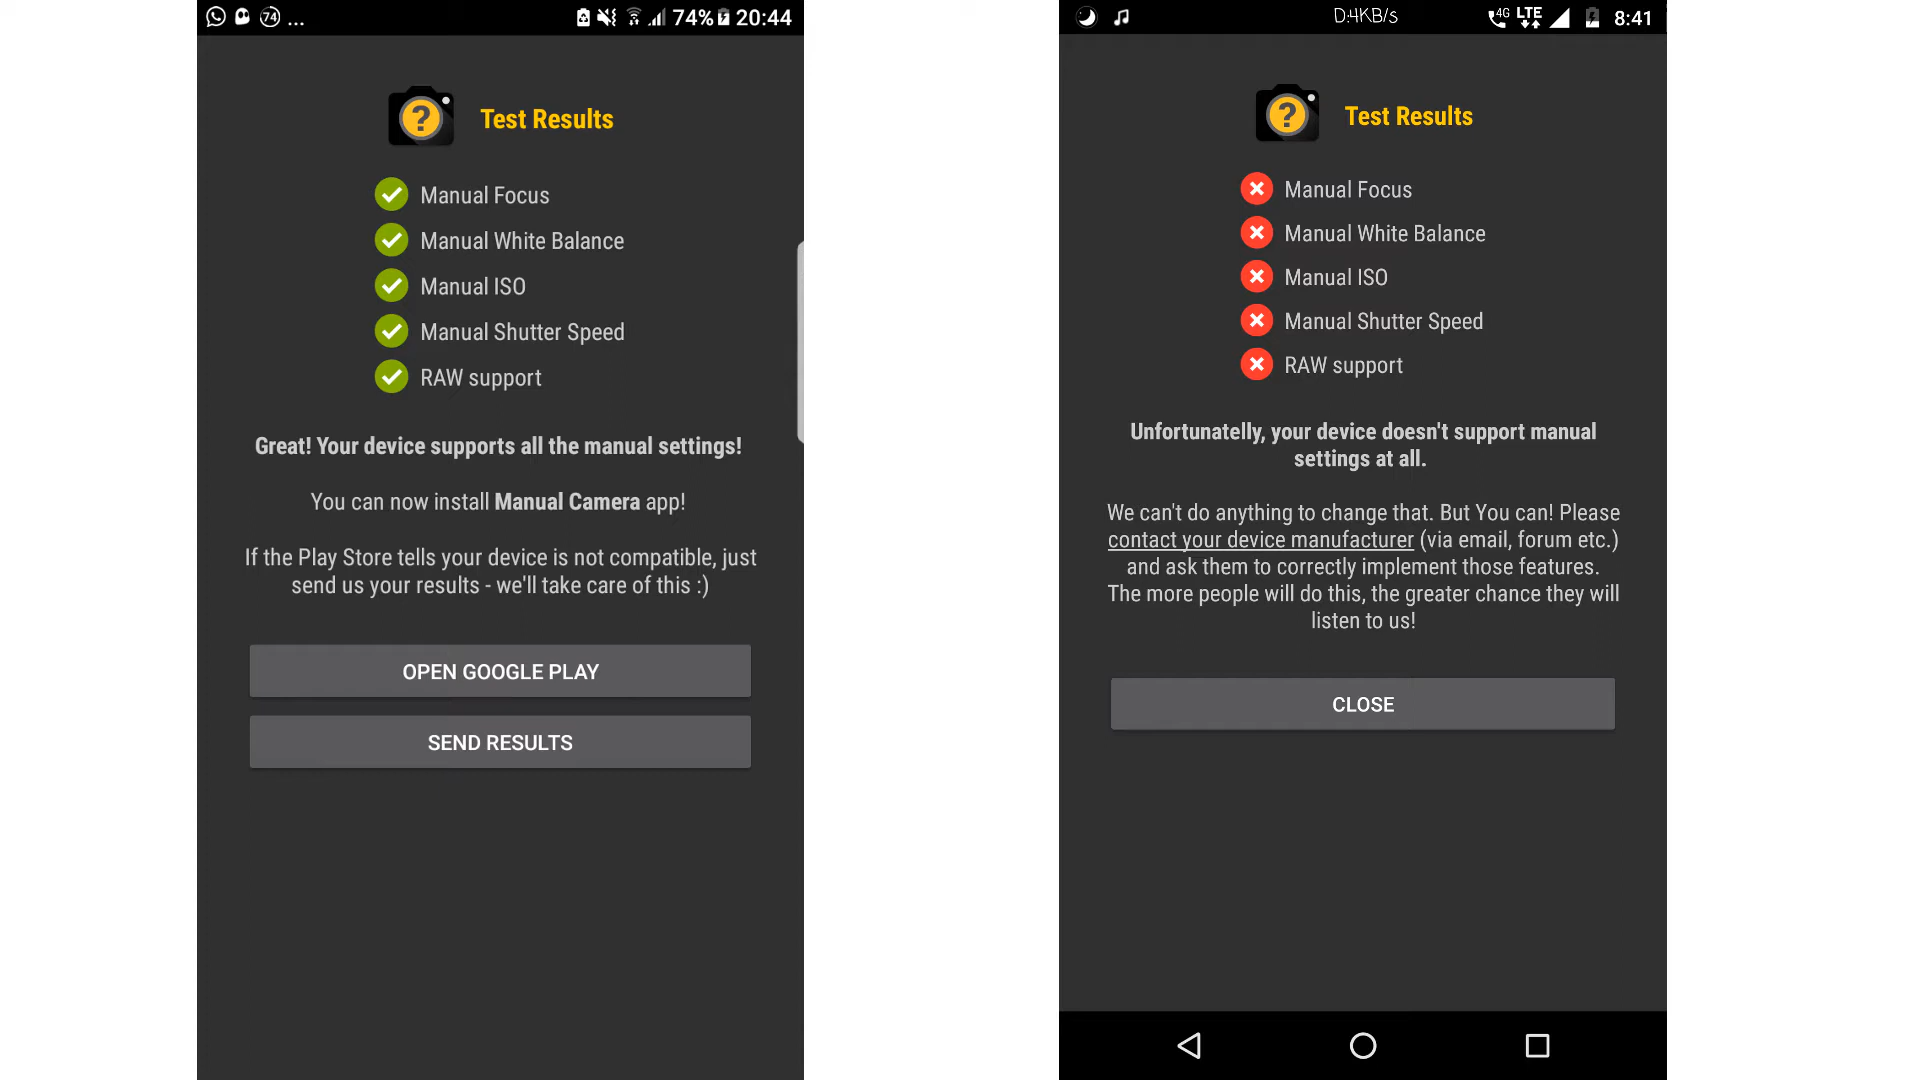 74 ... 74% 20:44
Test Results
Manual Focus
Manual White Balance
Manual ISO
Manual Shutter Speed
RAW support
Great! Your device supports all the manual settings!
You can now install Manual Camera app!
If the Play Store tells your device is not compatible, just
send us your results - we'll take care of this :)
OPEN GOOGLE PLAY
SEND RESULTS
D:4KB/s 4G LTE 8:41
Test Results
Manual Focus
Manual White Balance
Manual ISO
Manual Shutter Speed
RAW support
Unfortunatelly, your device doesn't support manual
settings at all.
We can't do anything to change that. But You can! Please
contact your device manufacturer (via email, forum etc.)
and ask them to correctly implement those features.
The more people will do this, the greater chance they will
listen to us!
CLOSE